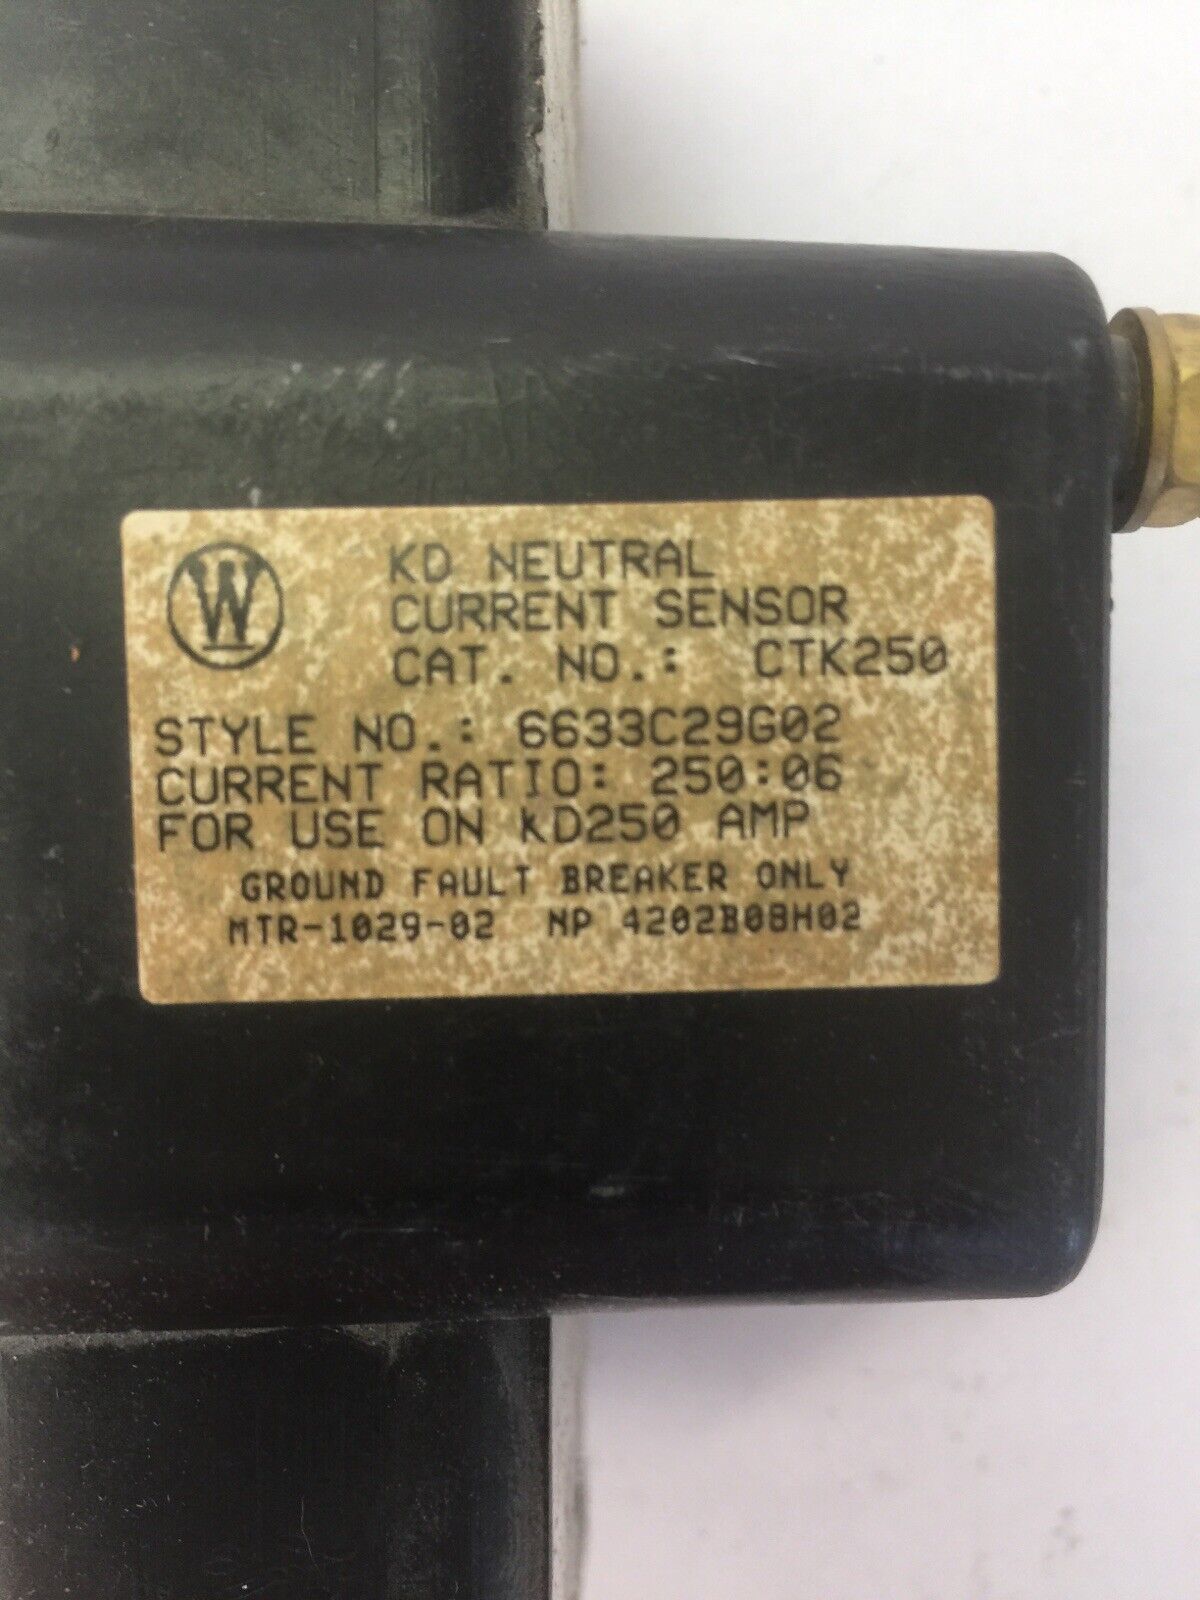 W
KD NEUTRAL
CURRENT SENSOR
CAT. NO.: CTK250
STYLE NO.: 6633C29G02
CURRENT RATIO: 250:06
FOR USE ON KD250 AMP
GROUND FAULT BREAKER ONLY
MTR-1029-02 NP 4202B08H02